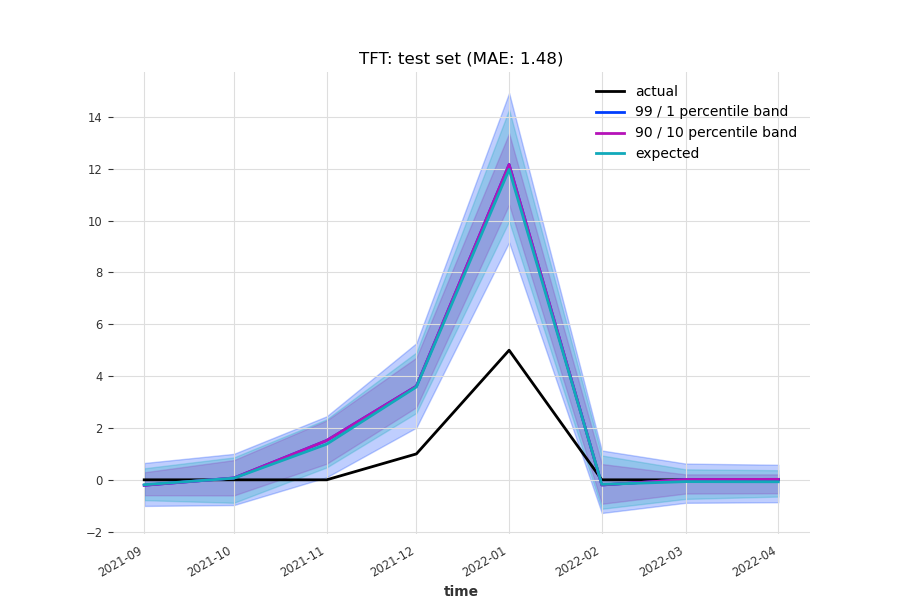 TFT: test set (MAE: 1.48)
actual
99 / 1 percentile band
90 / 10 percentile band
expected
14
12
10
8
6
4
2
0
−2
2021-09
2021-10
2021-11
2021-12
2022-01
2022-02
2022-03
2022-04
time